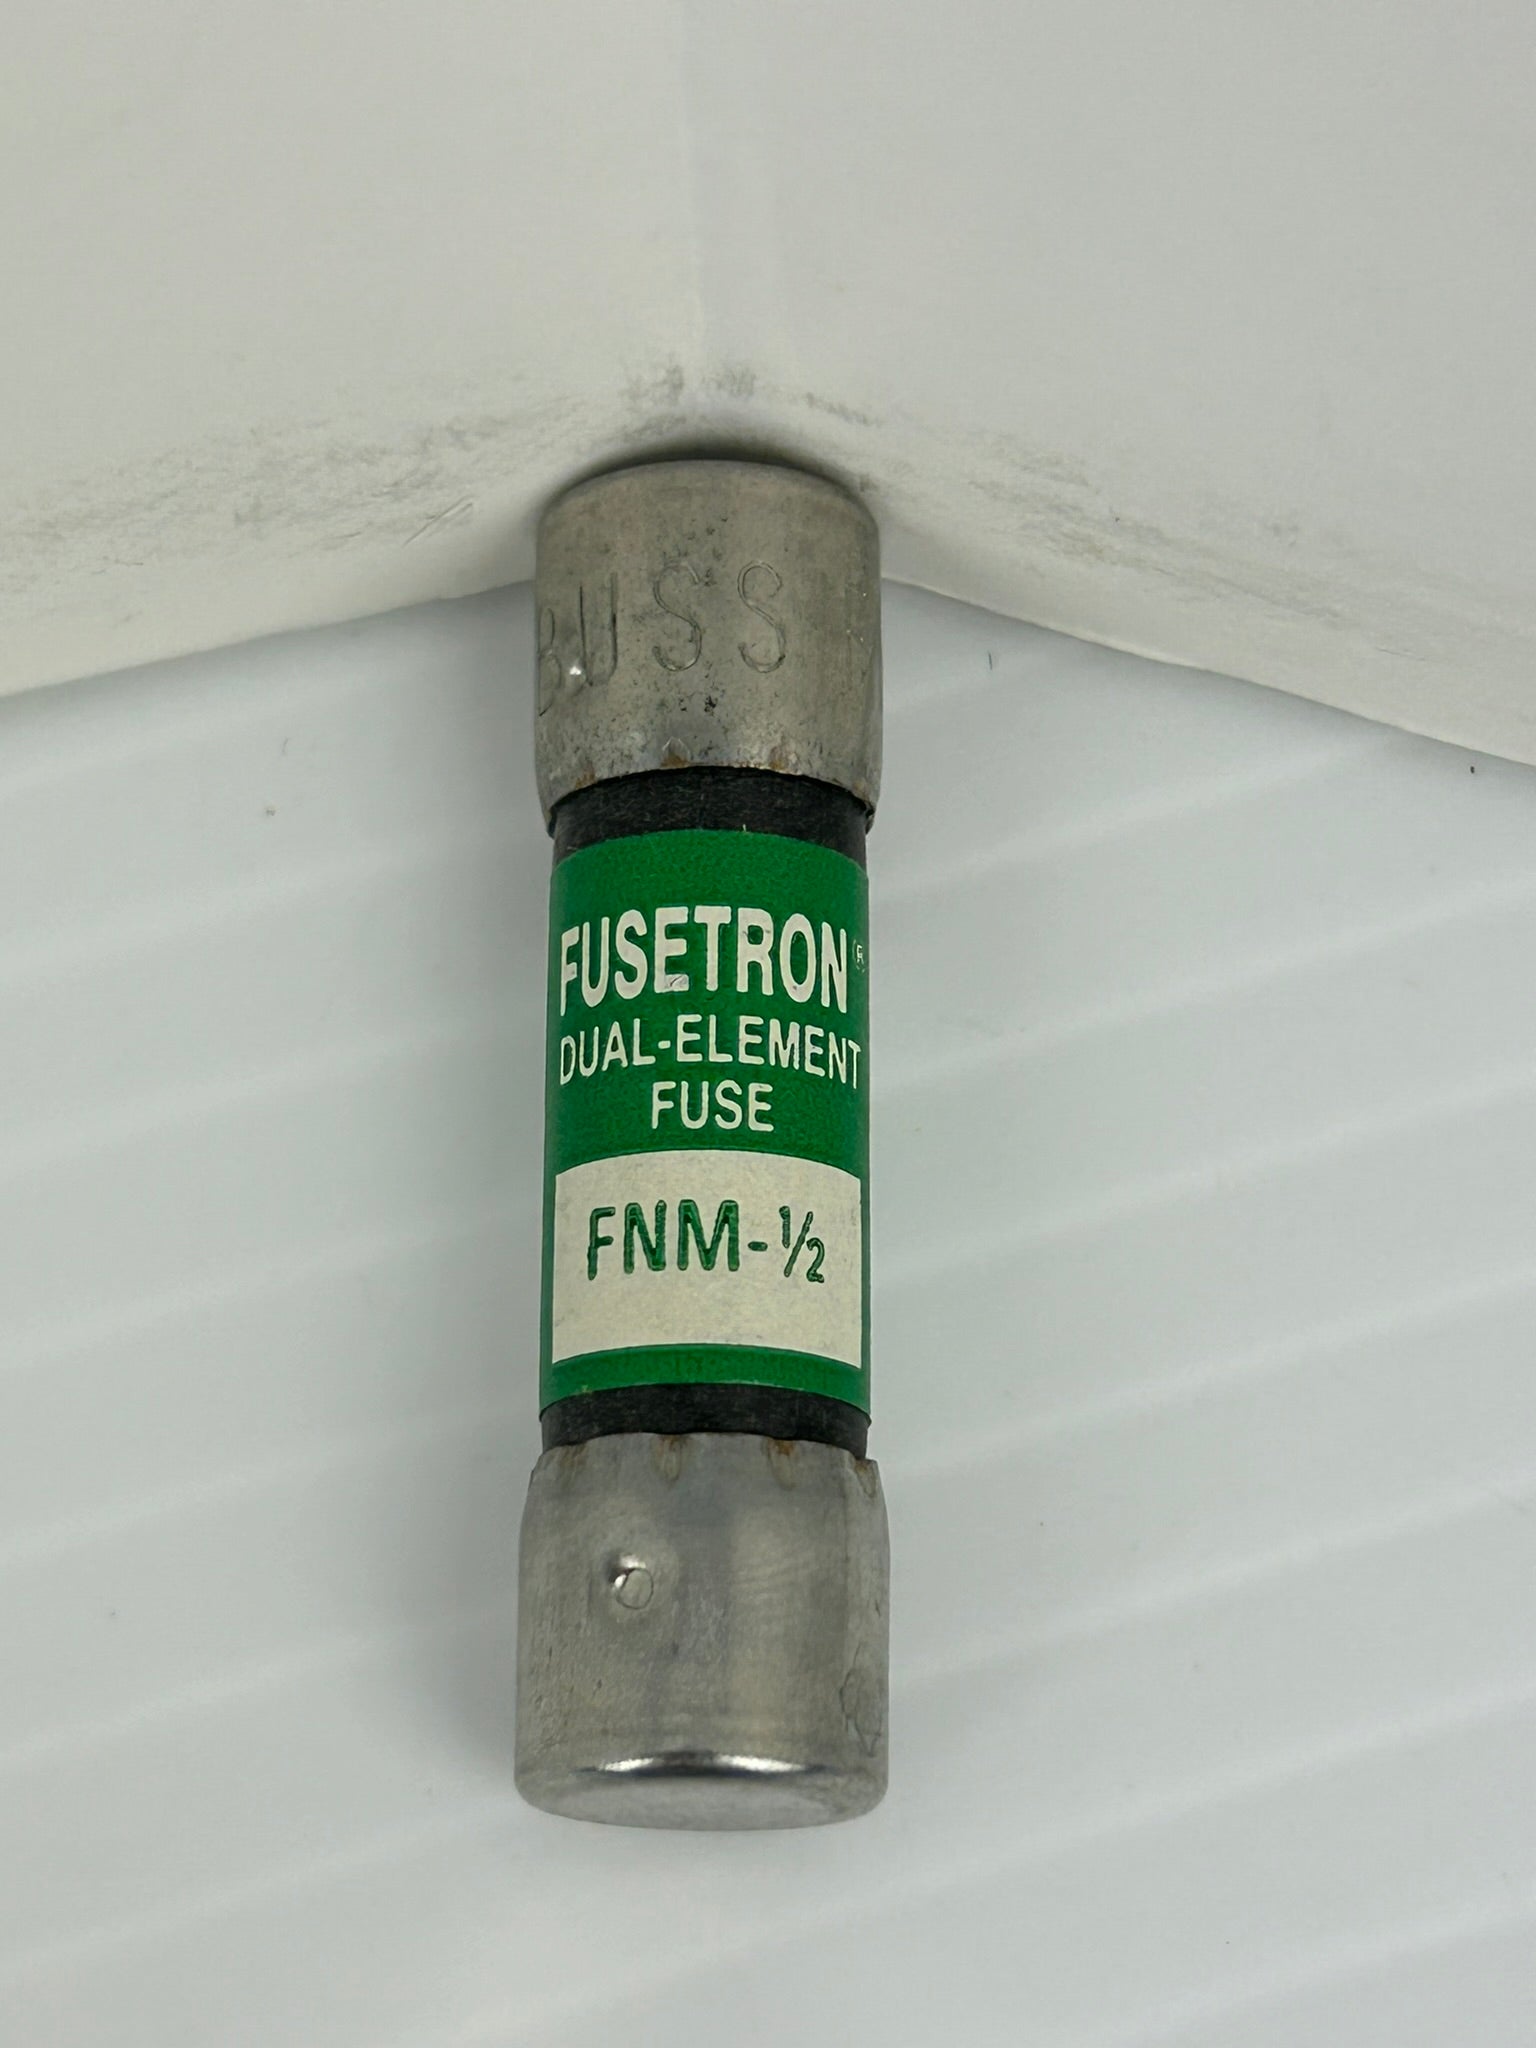 BUSS
FUSETRON®
DUAL-ELEMENT
FUSE
FNM-½